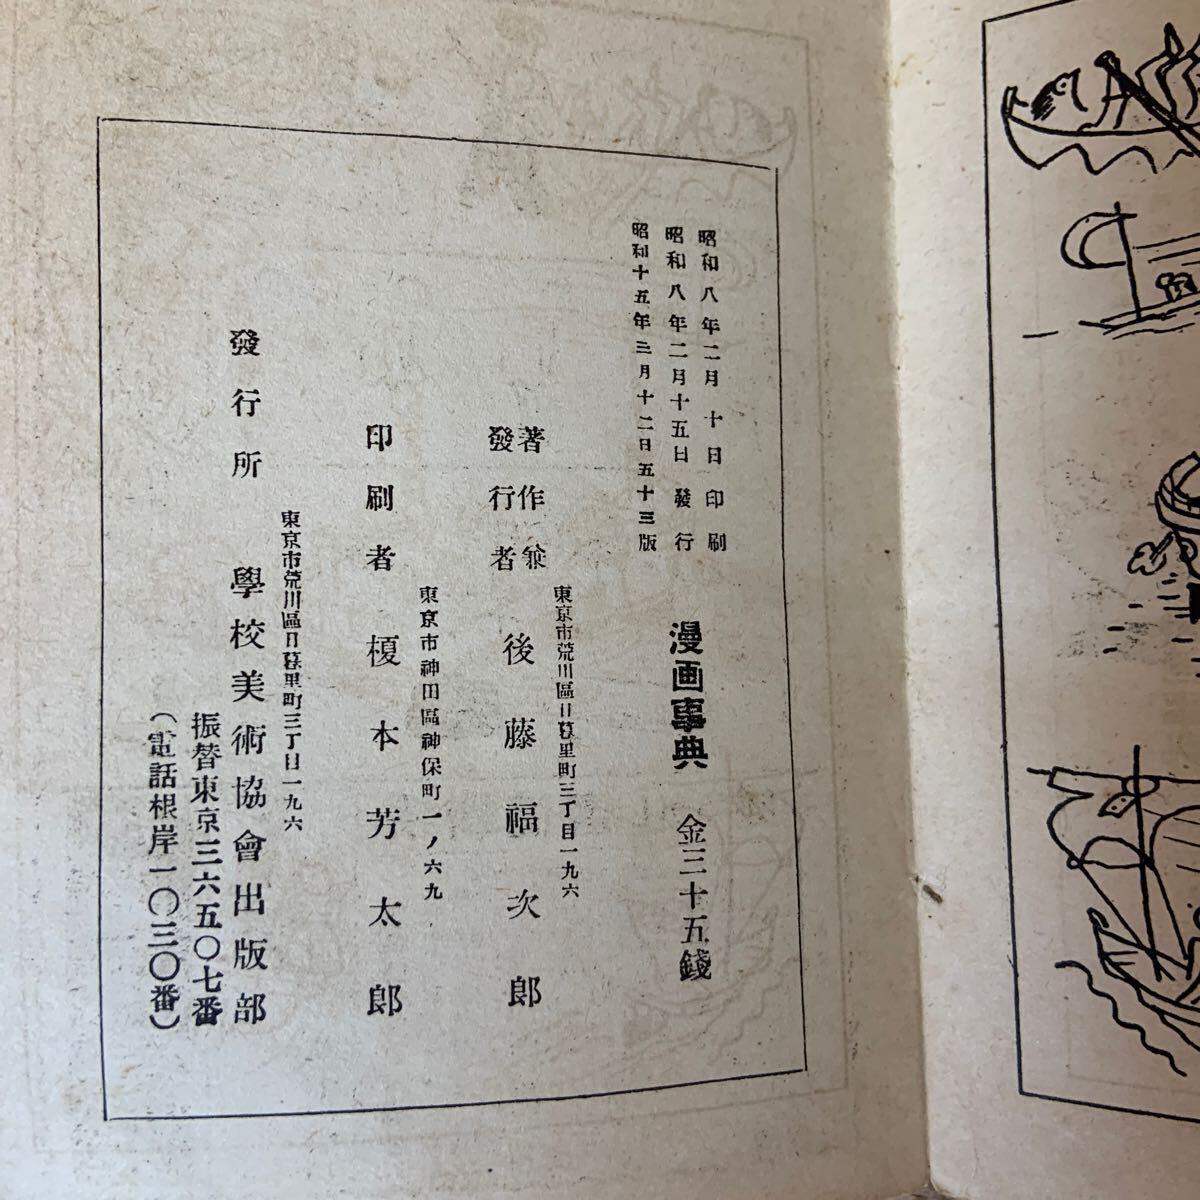 昭和八年二月十日印刷
昭和八年二月十五日發行
昭和十五年三月十二日五十三版
漫画事典　金三十五錢
東京市荒川區日暮里町三丁目一九六
著作兼
發行者　後藤福次郎
東京市神田區神保町一ノ六九
印刷者　榎本芳太郎
東京市荒川區日暮里町三丁目一九六
發行所　學校美術協會出版部
振替東京三六五〇七番
（電話根岸一〇三〇番）